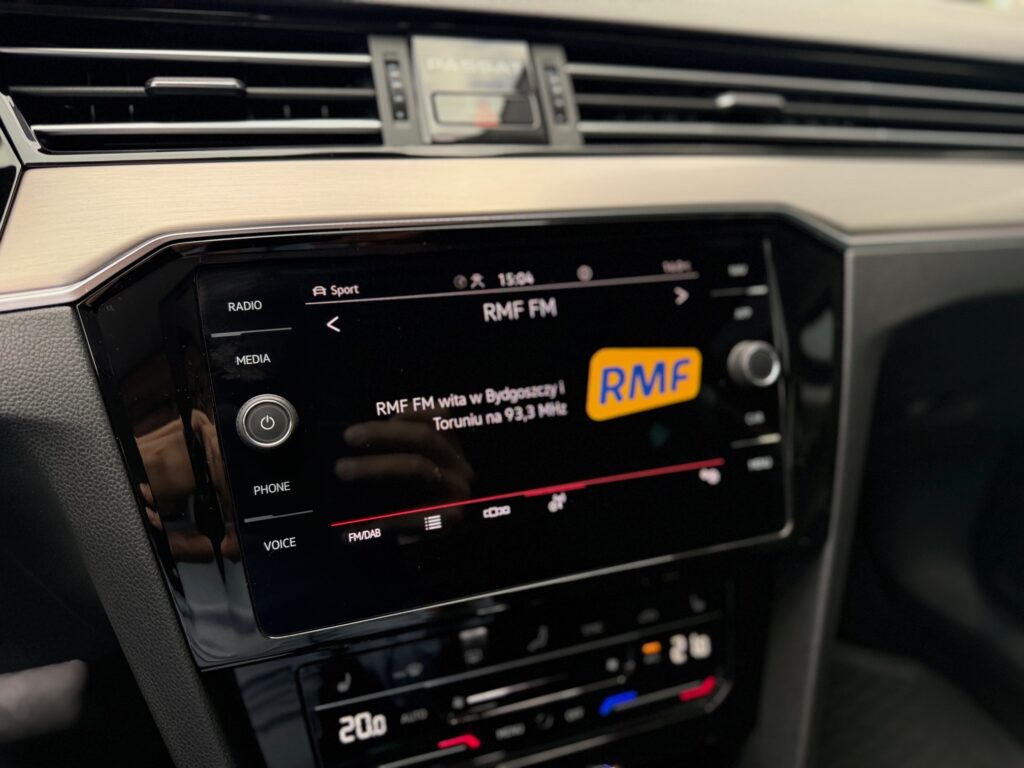 PASSAT
Sport
15:04
RADIO
RMF FM
MEDIA
RMF
RMF FM wita w Bydgoszczy i
Toruniu na 93,3 MHz
PHONE
MENU
FM/DAB
VOICE
20.0
AUTO